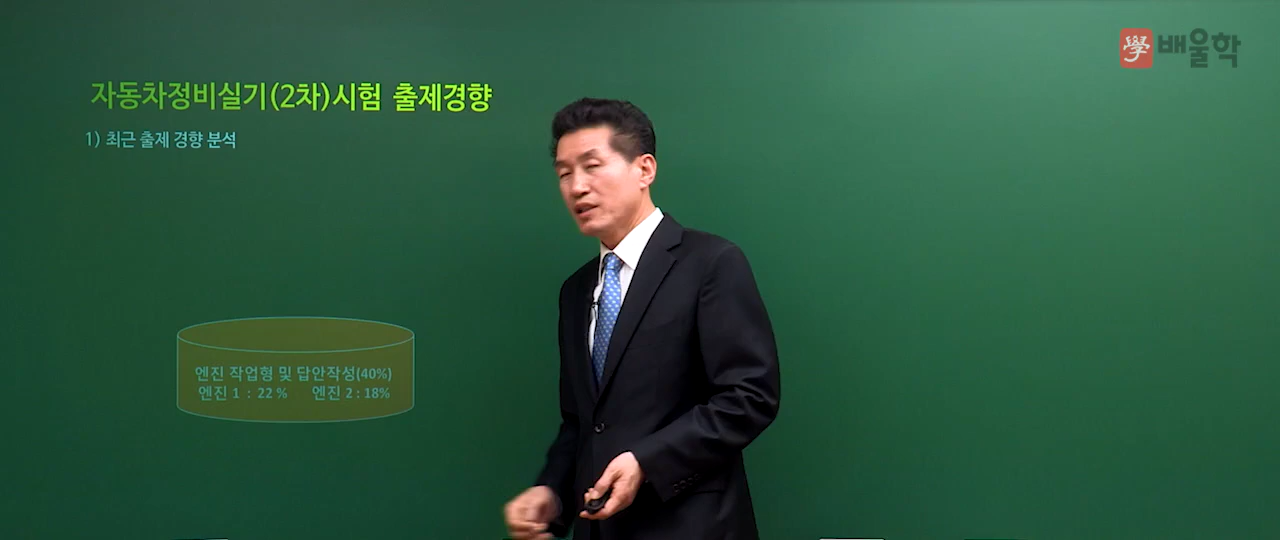 學 배울학
자동차정비실기(2차)시험 출제경향
1) 최근 출제 경향 분석
엔진 작업형 및 답안작성(40%)
엔진 1 : 22 % 엔진 2 : 18%